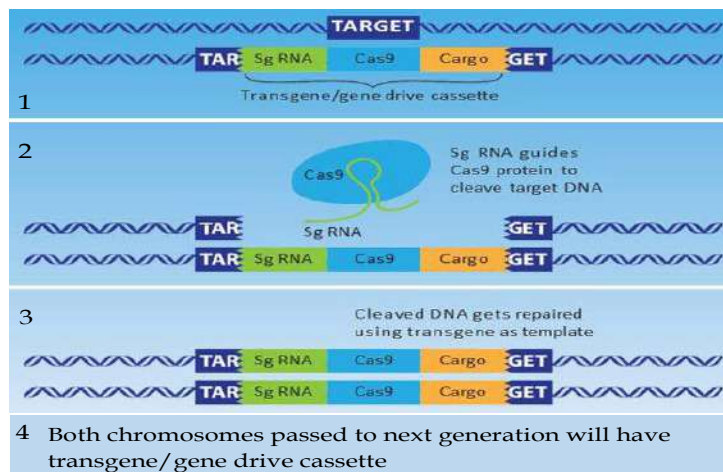 TARGET
TAR Sg RNA Cas9 Cargo GET
Transgene/gene drive cassette
1
2
Sg RNA guides
Cas9 protein to
cleave target DNA
Cas9
Sg RNA
TAR GET
TAR Sg RNA Cas9 Cargo GET
3
Cleaved DNA gets repaired
using transgene as template
TAR Sg RNA Cas9 Cargo GET
TAR Sg RNA Cas9 Cargo GET
4 Both chromosomes passed to next generation will have
transgene/gene drive cassette